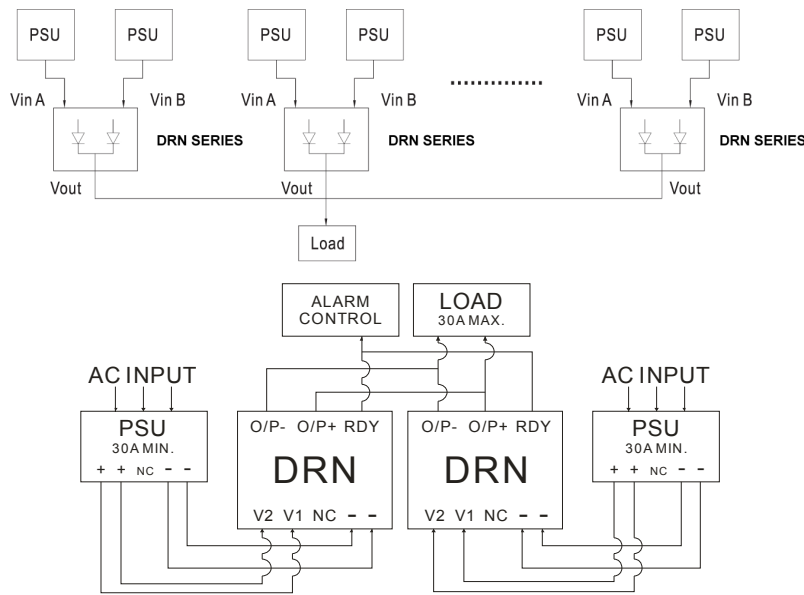 PSU PSU PSU PSU PSU PSU
Vin A Vin B Vin A Vin B Vin A Vin B
DRN SERIES DRN SERIES DRN SERIES
Vout Vout Vout
Load
ALARM CONTROL
LOAD
30A MAX.
AC INPUT
PSU
30A MIN.
+ + NC - -
O/P- O/P+ RDY
DRN
V2 V1 NC - -
O/P- O/P+ RDY
DRN
V2 V1 NC - -
AC INPUT
PSU
30A MIN.
+ + NC - -